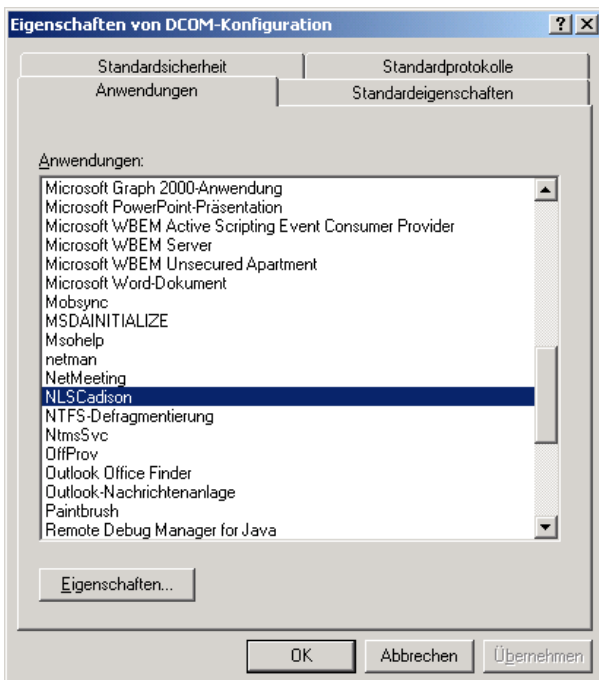 Eigenschaften von DCOM-Konfiguration
Standardsicherheit
Standardprotokolle
Anwendungen
Standardeigenschaften
Anwendungen:
Microsoft Graph 2000-Anwendung
Microsoft PowerPoint-Präsentation
Microsoft WBEM Active Scripting Event Consumer Provider
Microsoft WBEM Server
Microsoft WBEM Unsecured Apartment
Microsoft Word-Dokument
Mobsync
MSDAINITIALIZE
Msohelp
netman
NetMeeting
NLSCadison
NTFS-Defragmentierung
NtmsSvc
OffProv
Outlook Office Finder
Outlook-Nachrichtenanlage
Paintbrush
Remote Debug Manager for Java
Eigenschaften...
OK
Abbrechen
Übernehmen